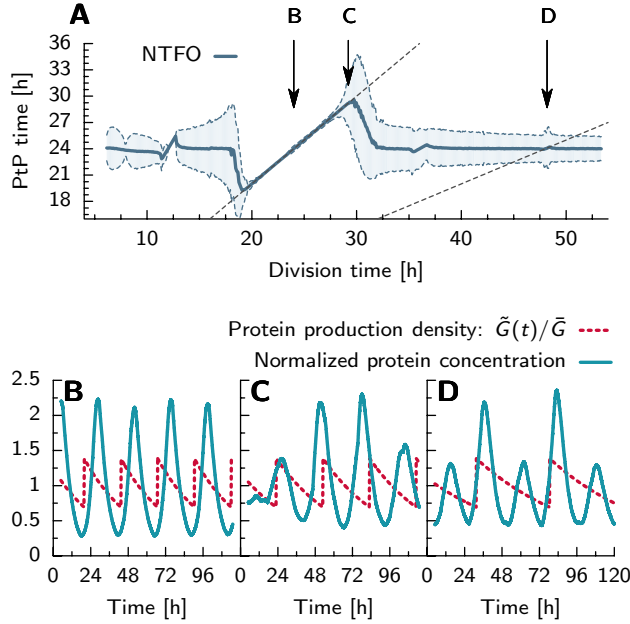 A
B
C
D
NTFO
PtP time [h]
36
33
30
27
24
21
18
10
20
30
40
50
Division time [h]
Protein production density: G̃(t)/Ḡ
Normalized protein concentration
B
C
D
2.5
2
1.5
1
0.5
0
0 24 48 72 96 0 24 48 72 96 0 24 48 72 96 120
Time [h]
Time [h]
Time [h]